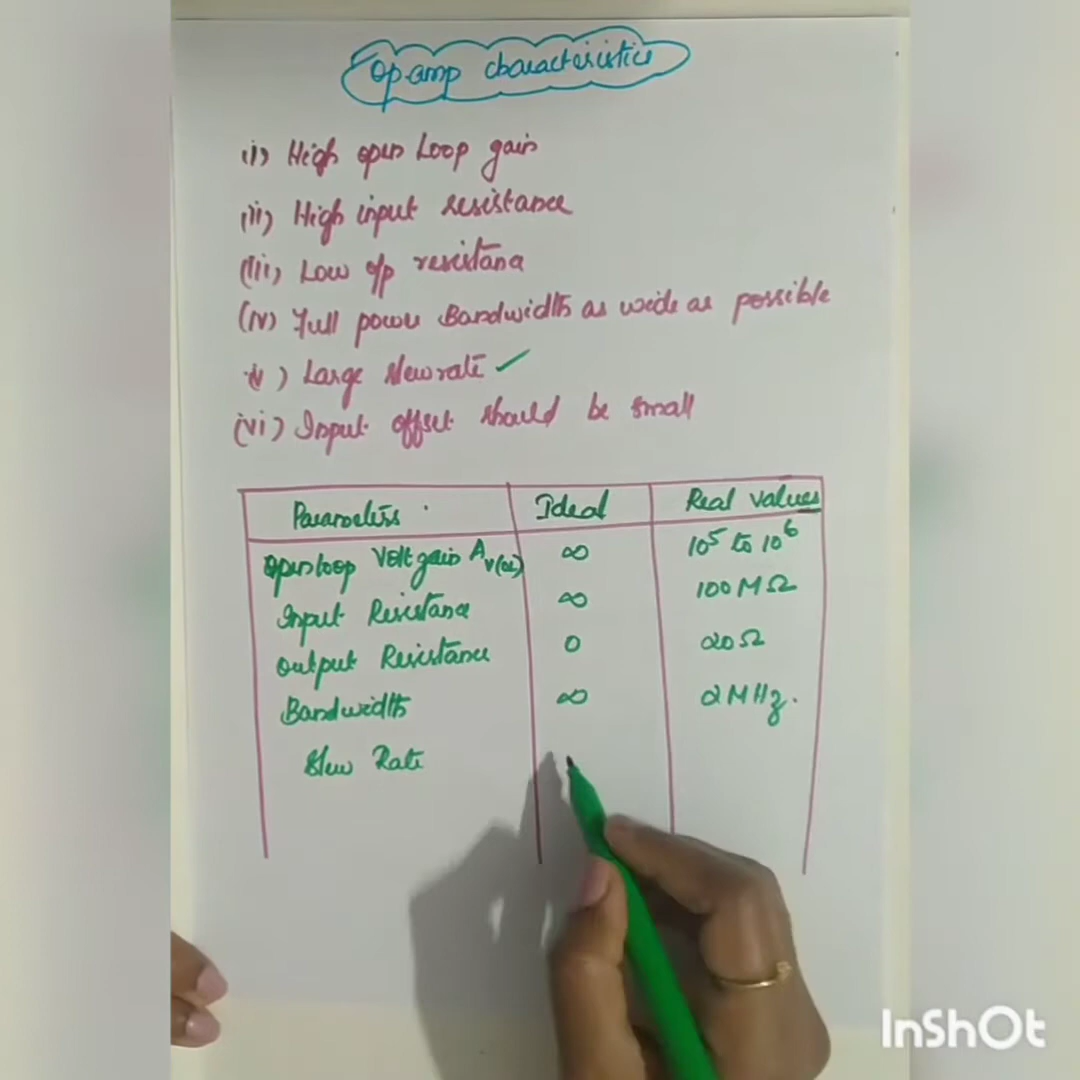 Op-amp characteristics
(i) High open Loop gain
(ii) High input resistance
(iii) Low o/p resistance
(iv) Full power Bandwidth as wide as possible
(v) Large slew rate ✓
(vi) Input offset should be small
Parameters Ideal Real values
Open loop Volt gain Av(OL) ∞ 10⁵ to 10⁶
Input Resistance ∞ 100 MΩ
Output Resistance 0 20Ω
Bandwidth ∞ 2 MHz.
Slew Rate
InShOt